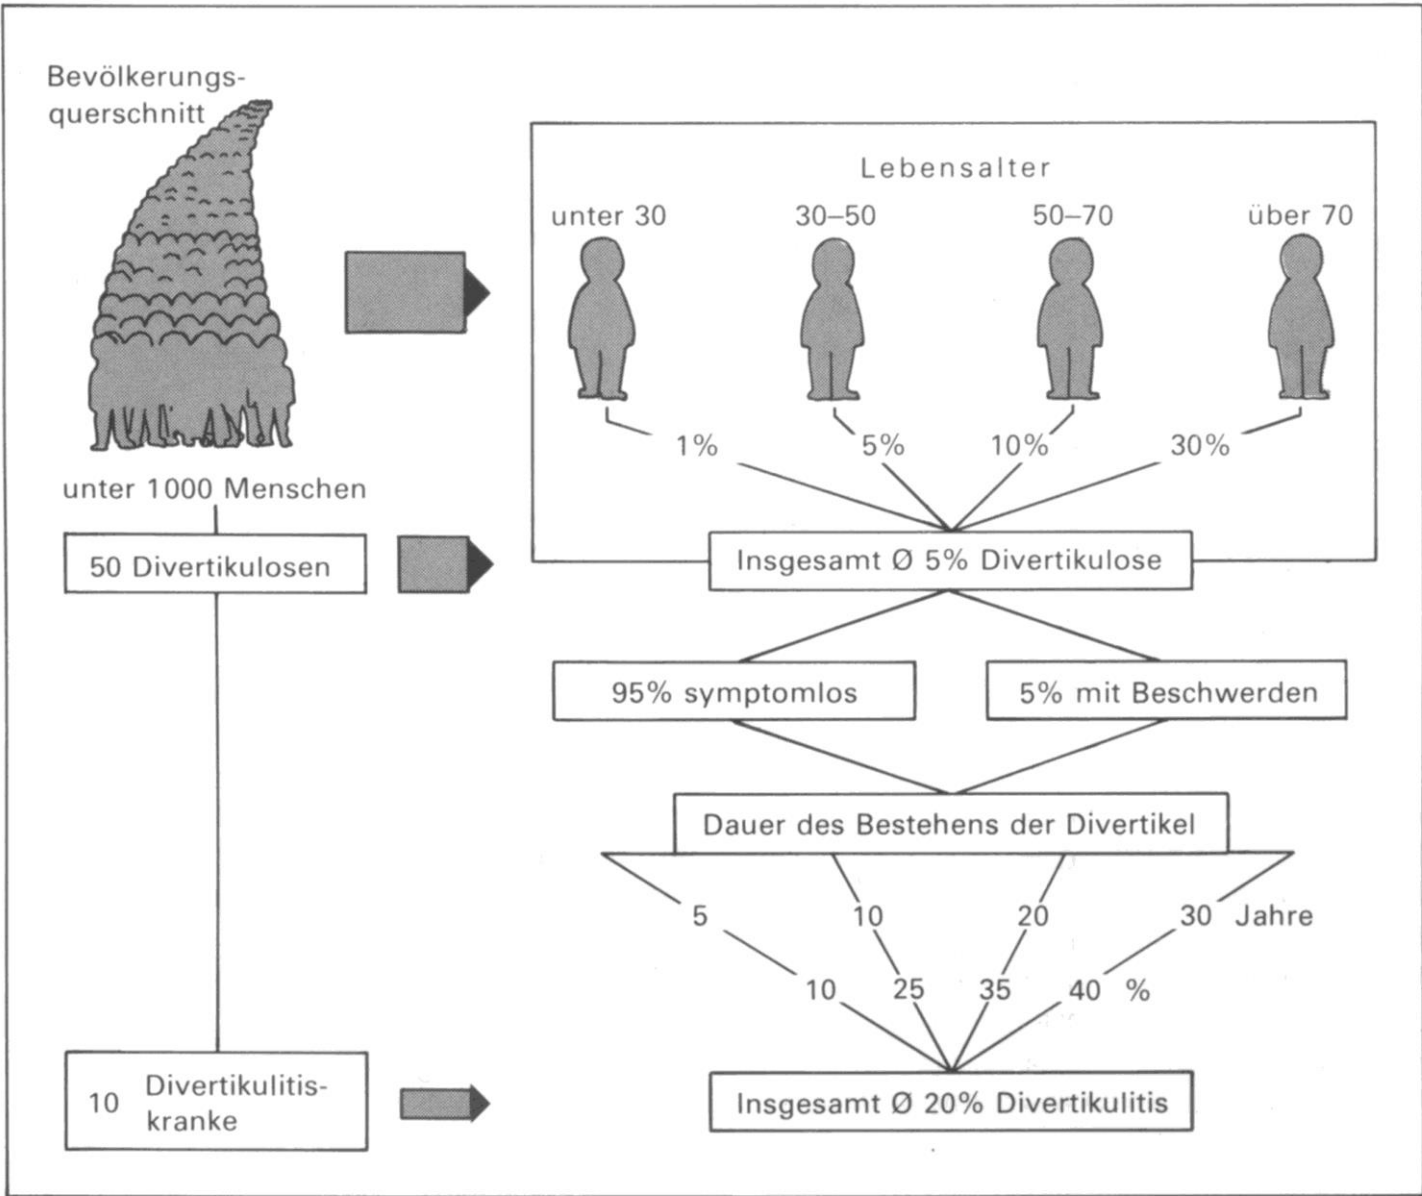 Bevölkerungs-
querschnitt
unter 1000 Menschen
50 Divertikulosen
10 Divertikulitis-
kranke
Lebensalter
unter 30 30–50 50–70 über 70
1% 5% 10% 30%
Insgesamt Ø 5% Divertikulose
95% symptomlos 5% mit Beschwerden
Dauer des Bestehens der Divertikel
5 10 20 30 Jahre
10 25 35 40 %
Insgesamt Ø 20% Divertikulitis